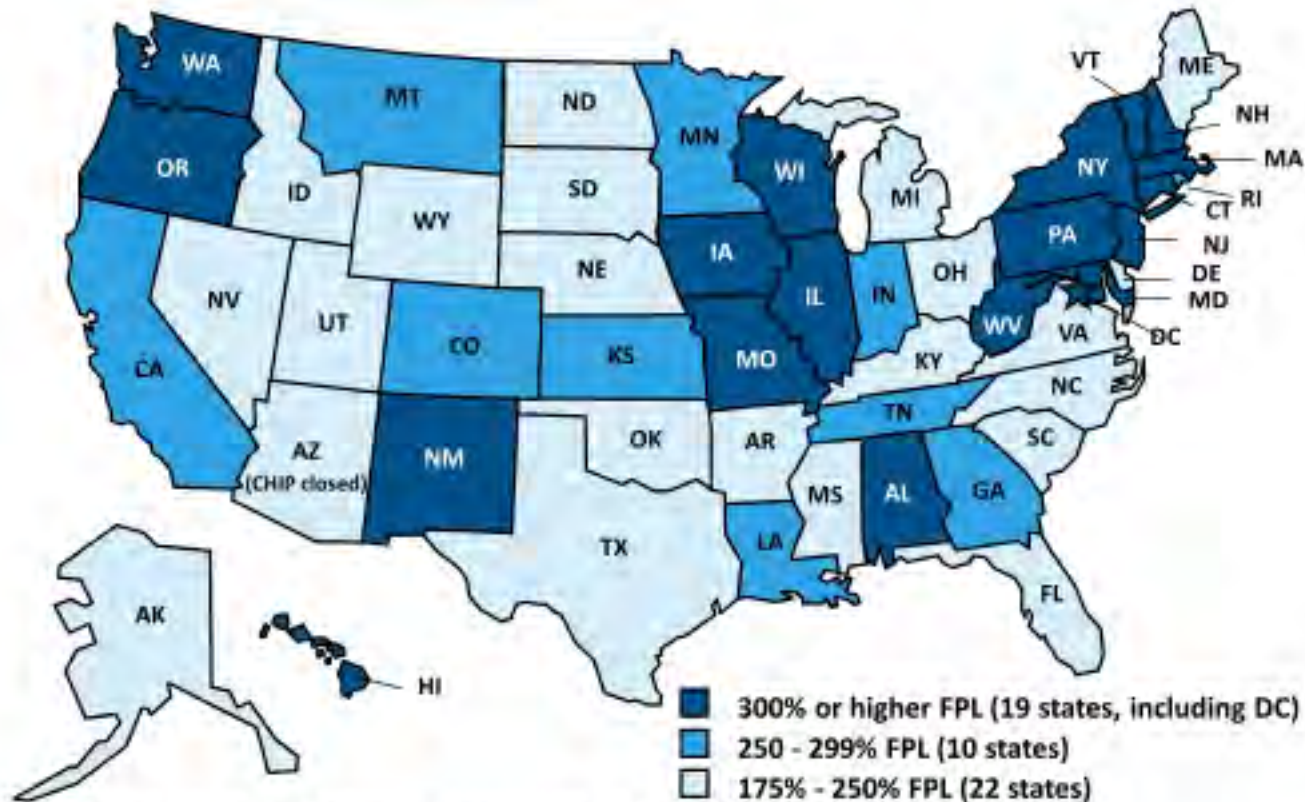 WA
MT
ND
MN
VT
ME
NH
OR
ID
SD
WI
NY
MA
WY
MI
RI
CT
IA
PA
NJ
NE
OH
DE
NV
IL
IN
MD
UT
WV
CO
VA
DC
CA
KS
MO
KY
NC
TN
OK
AR
SC
AZ
(CHIP closed)
NM
MS
AL
GA
TX
LA
AK
FL
HI
300% or higher FPL (19 states, including DC)
250 - 299% FPL (10 states)
175% - 250% FPL (22 states)